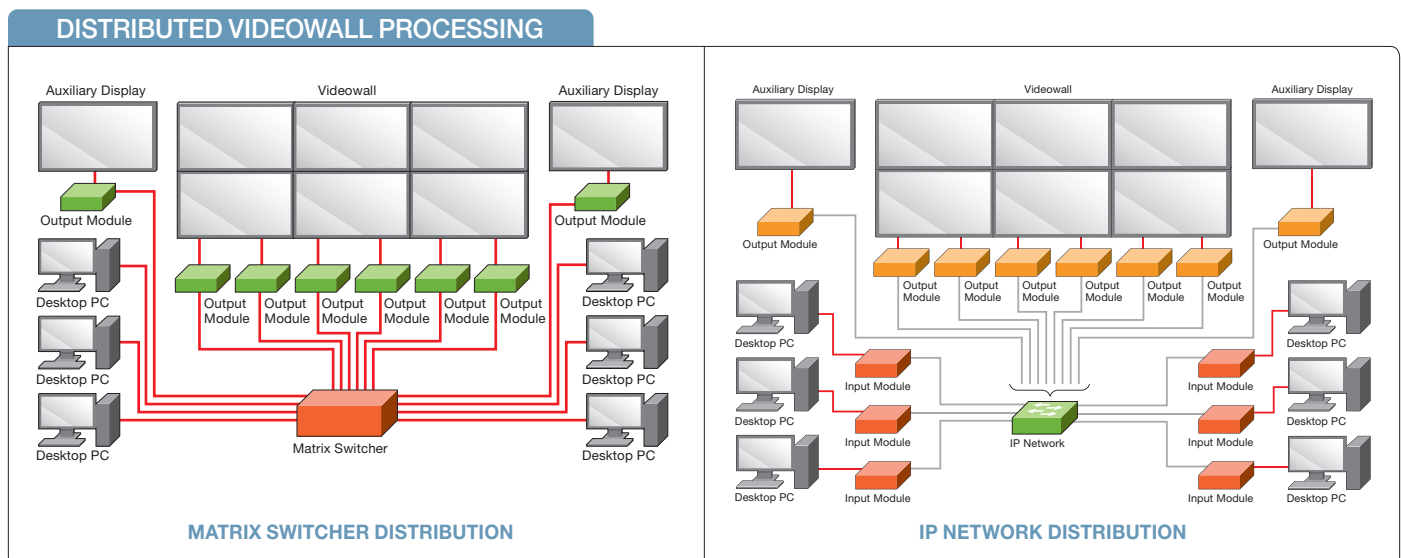 DISTRIBUTED VIDEOWALL PROCESSING
Auxiliary Display
Videowall
Auxiliary Display
Output Module
Output Module
Desktop PC
Desktop PC
Output
Module
Output
Module
Output
Module
Output
Module
Output
Module
Output
Module
Desktop PC
Desktop PC
Desktop PC
Desktop PC
Matrix Switcher
MATRIX SWITCHER DISTRIBUTION
Auxiliary Display
Videowall
Auxiliary Display
Output Module
Output Module
Output
Module
Output
Module
Output
Module
Output
Module
Output
Module
Output
Module
Desktop PC
Desktop PC
Input Module
Input Module
Desktop PC
Desktop PC
Input Module
IP Network
Input Module
Desktop PC
Input Module
Input Module
Desktop PC
IP NETWORK DISTRIBUTION